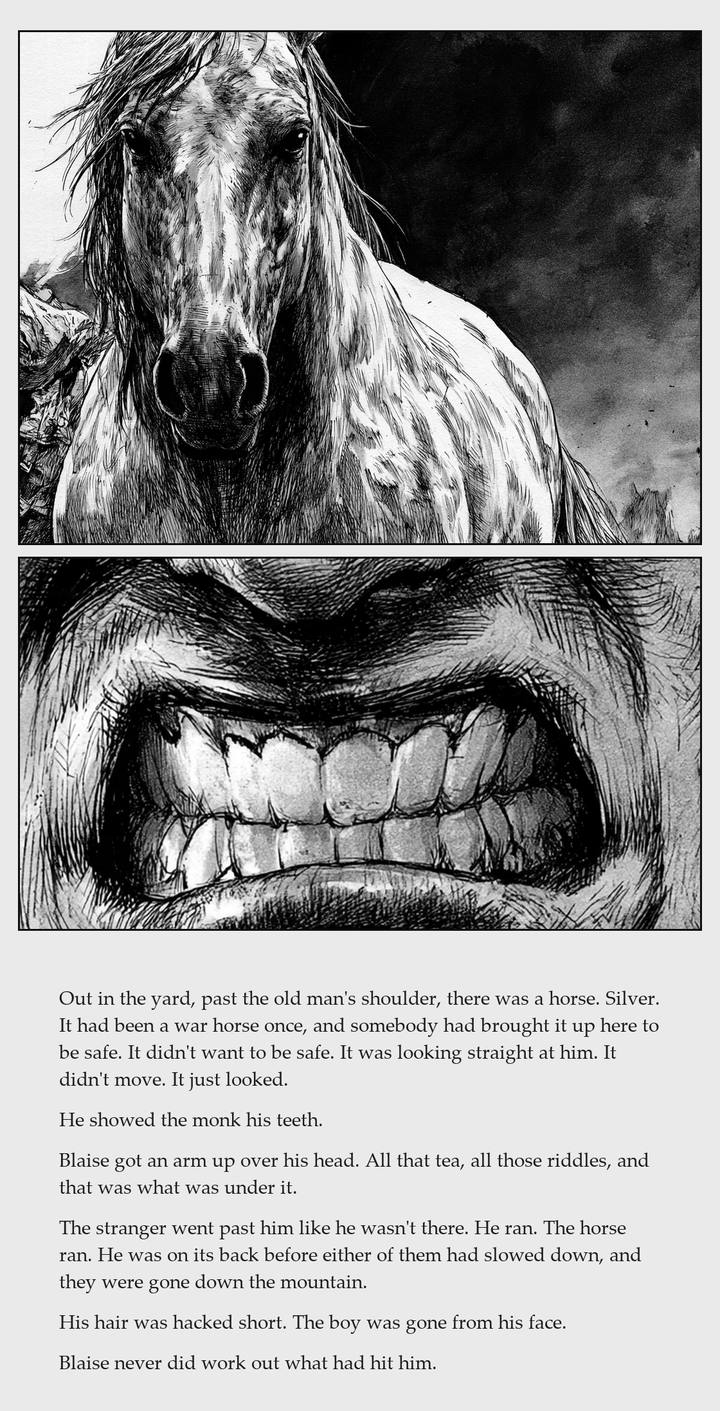 Out in the yard, past the old man's shoulder, there was a horse. Silver.
It had been a war horse once, and somebody had brought it up here to
be safe. It didn't want to be safe. It was looking straight at him. It
didn't move. It just looked.
He showed the monk his teeth.
Blaise got an arm up over his head. All that tea, all those riddles, and
that was what was under it.
The stranger went past him like he wasn't there. He ran. The horse
ran. He was on its back before either of them had slowed down, and
they were gone down the mountain.
His hair was hacked short. The boy was gone from his face.
Blaise never did work out what had hit him.